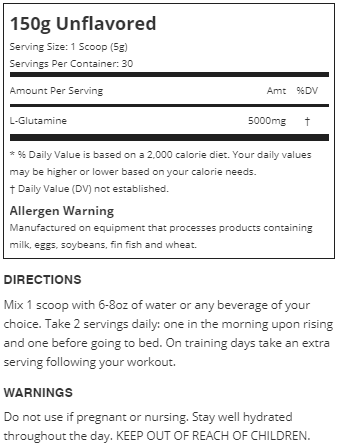 150g Unflavored
Serving Size: 1 Scoop (5g)
Servings Per Container: 30
Amount Per Serving Amt %DV
L-Glutamine 5000mg †
* % Daily Value is based on a 2,000 calorie diet. Your daily values
may be higher or lower based on your calorie needs.
† Daily Value (DV) not established.
Allergen Warning
Manufactured on equipment that processes products containing
milk, eggs, soybeans, fin fish and wheat.
DIRECTIONS
Mix 1 scoop with 6-8oz of water or any beverage of your
choice. Take 2 servings daily: one in the morning upon rising
and one before going to bed. On training days take an extra
serving following your workout.
WARNINGS
Do not use if pregnant or nursing. Stay well hydrated
throughout the day. KEEP OUT OF REACH OF CHILDREN.